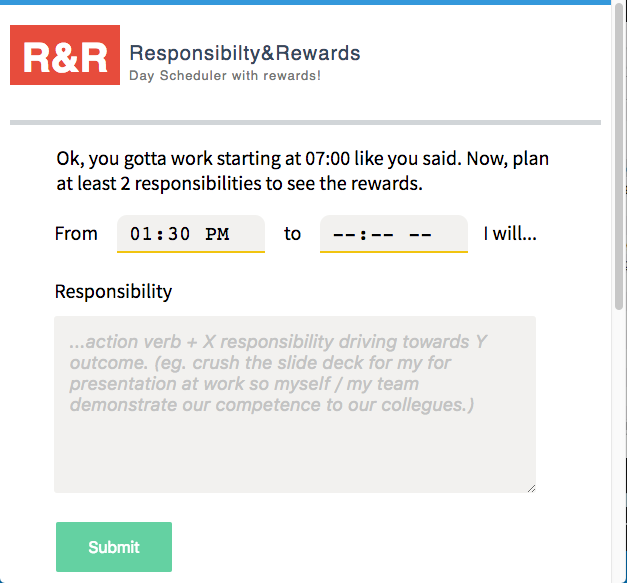 R&R
Responsibilty&Rewards
Day Scheduler with rewards!
Ok, you gotta work starting at 07:00 like you said. Now, plan
at least 2 responsibilities to see the rewards.
From 01:30 PM to --:-- -- I will...
Responsibility
...action verb + X responsibility driving towards Y
outcome. (eg. crush the slide deck for my for
presentation at work so myself / my team
demonstrate our competence to our collegues.)
Submit